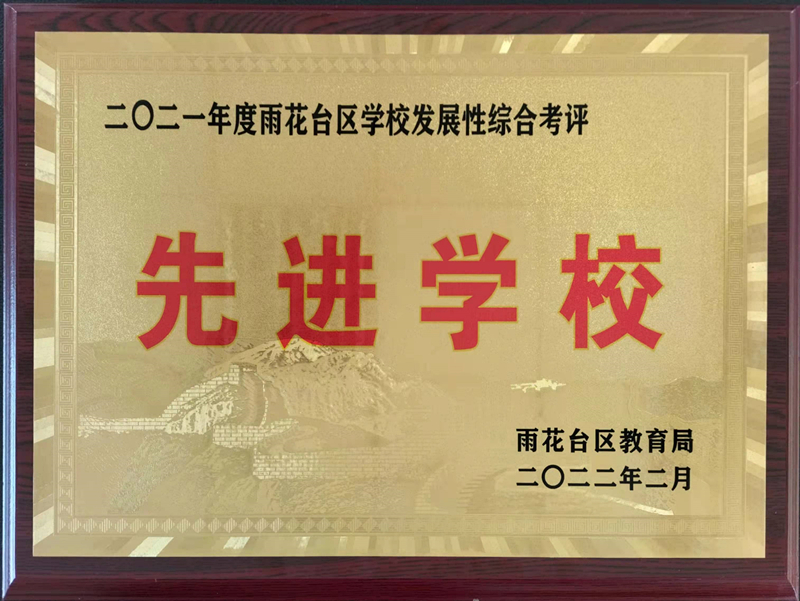 二〇二一年度雨花台区学校发展性综合考评
先进学校
雨花台区教育局
二〇二二年二月